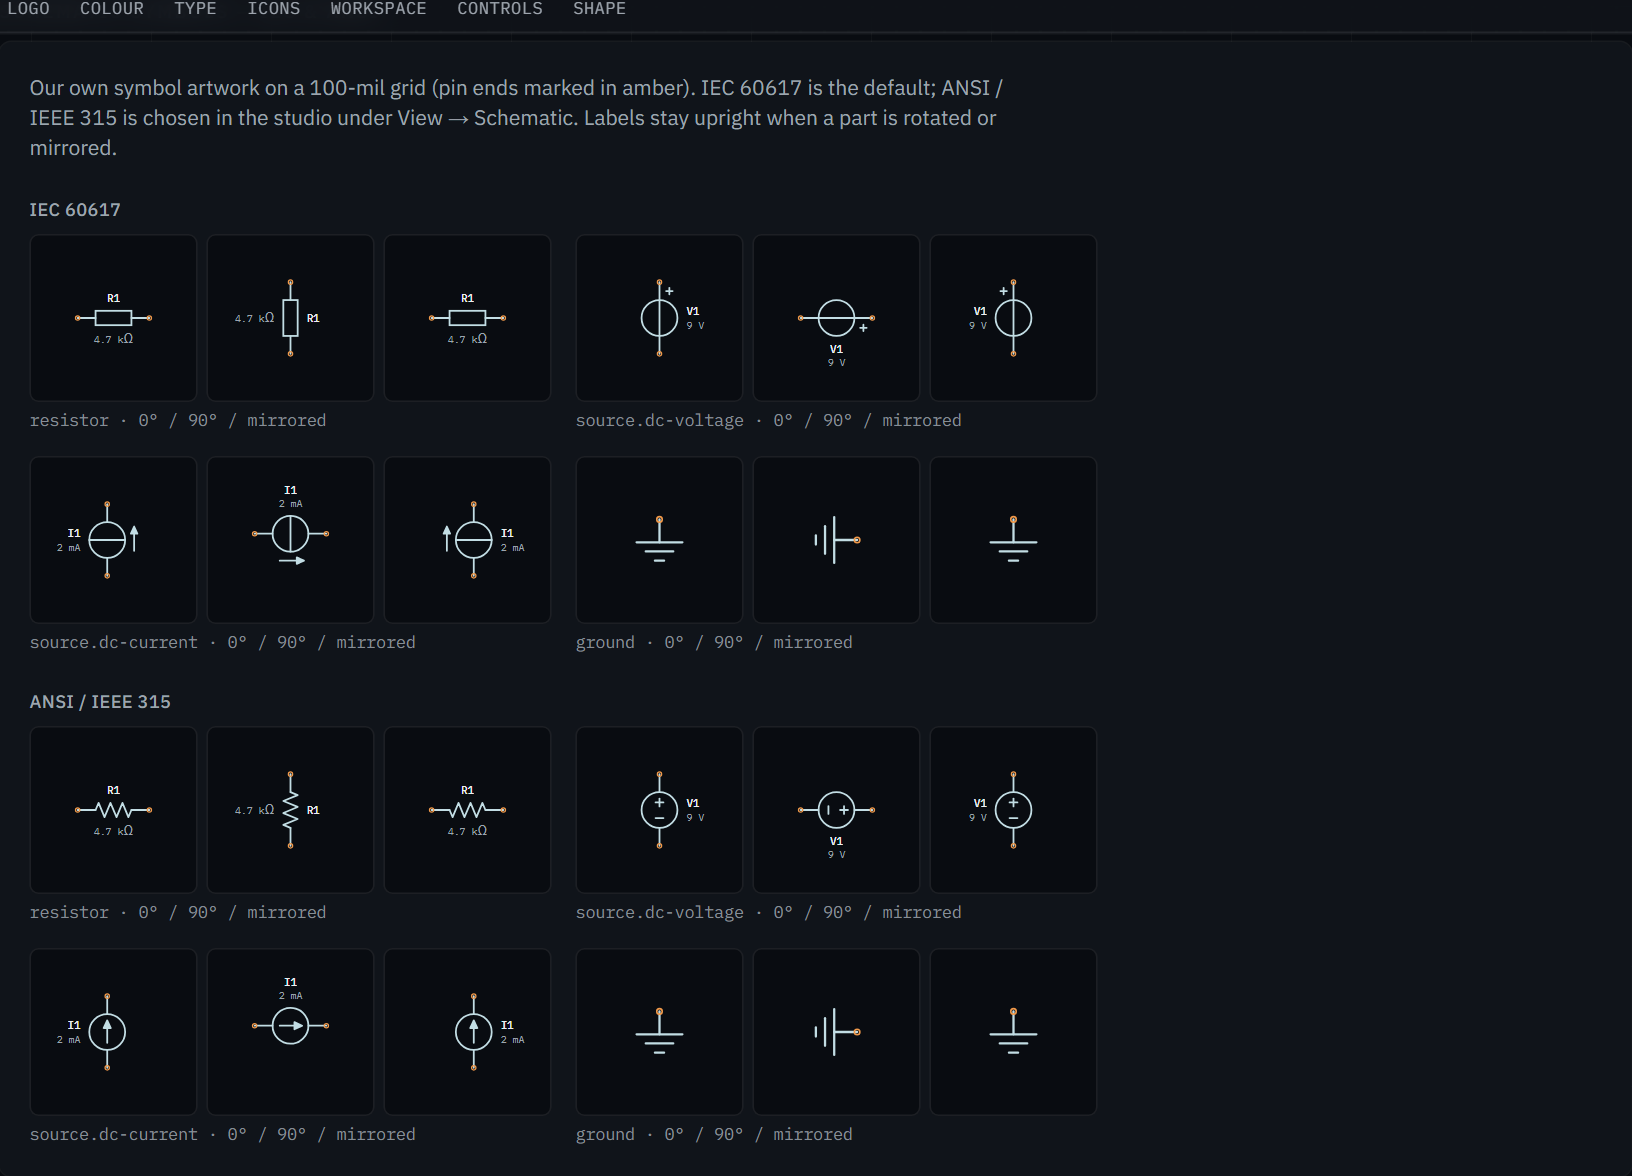 LOGO COLOUR TYPE ICONS WORKSPACE CONTROLS SHAPE
Our own symbol artwork on a 100-mil grid (pin ends marked in amber). IEC 60617 is the default; ANSI /
IEEE 315 is chosen in the studio under View → Schematic. Labels stay upright when a part is rotated or
mirrored.
IEC 60617
R1
4.7 kΩ
4.7 kΩ R1
R1
4.7 kΩ
+
V1
9 V
+
V1
9 V
+
V1
9 V
resistor · 0° / 90° / mirrored
source.dc-voltage · 0° / 90° / mirrored
I1
2 mA
I1
2 mA
I1
2 mA
source.dc-current · 0° / 90° / mirrored
ground · 0° / 90° / mirrored
ANSI / IEEE 315
R1
4.7 kΩ
4.7 kΩ R1
R1
4.7 kΩ
V1
9 V
V1
9 V
V1
9 V
resistor · 0° / 90° / mirrored
source.dc-voltage · 0° / 90° / mirrored
I1
2 mA
I1
2 mA
I1
2 mA
source.dc-current · 0° / 90° / mirrored
ground · 0° / 90° / mirrored